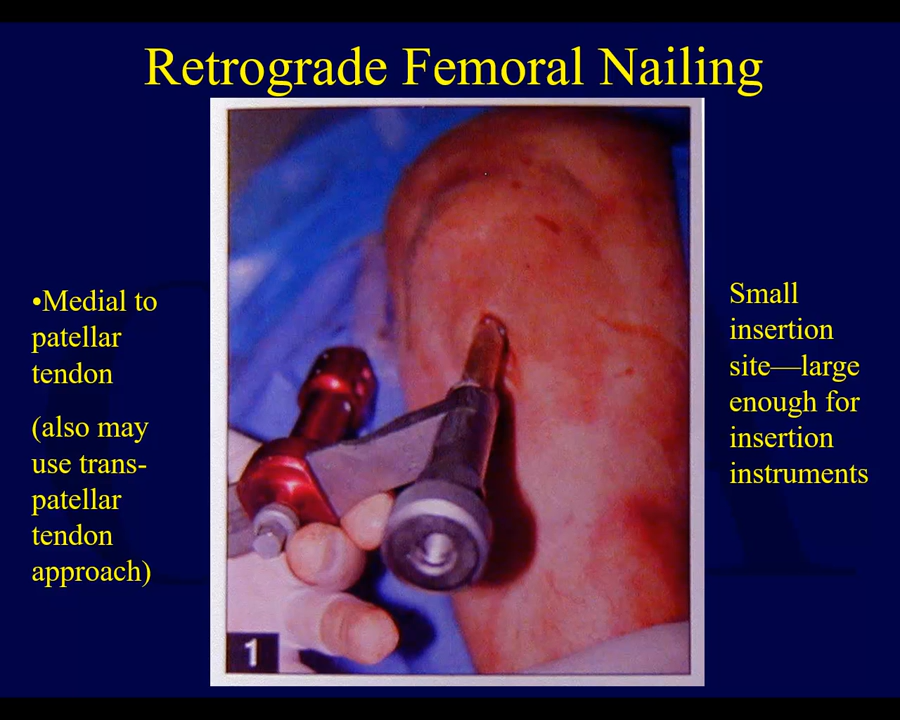 Retrograde Femoral Nailing
•Medial to
patellar
tendon
(also may
use trans-
patellar
tendon
approach)
Small
insertion
site—large
enough for
insertion
instruments
1